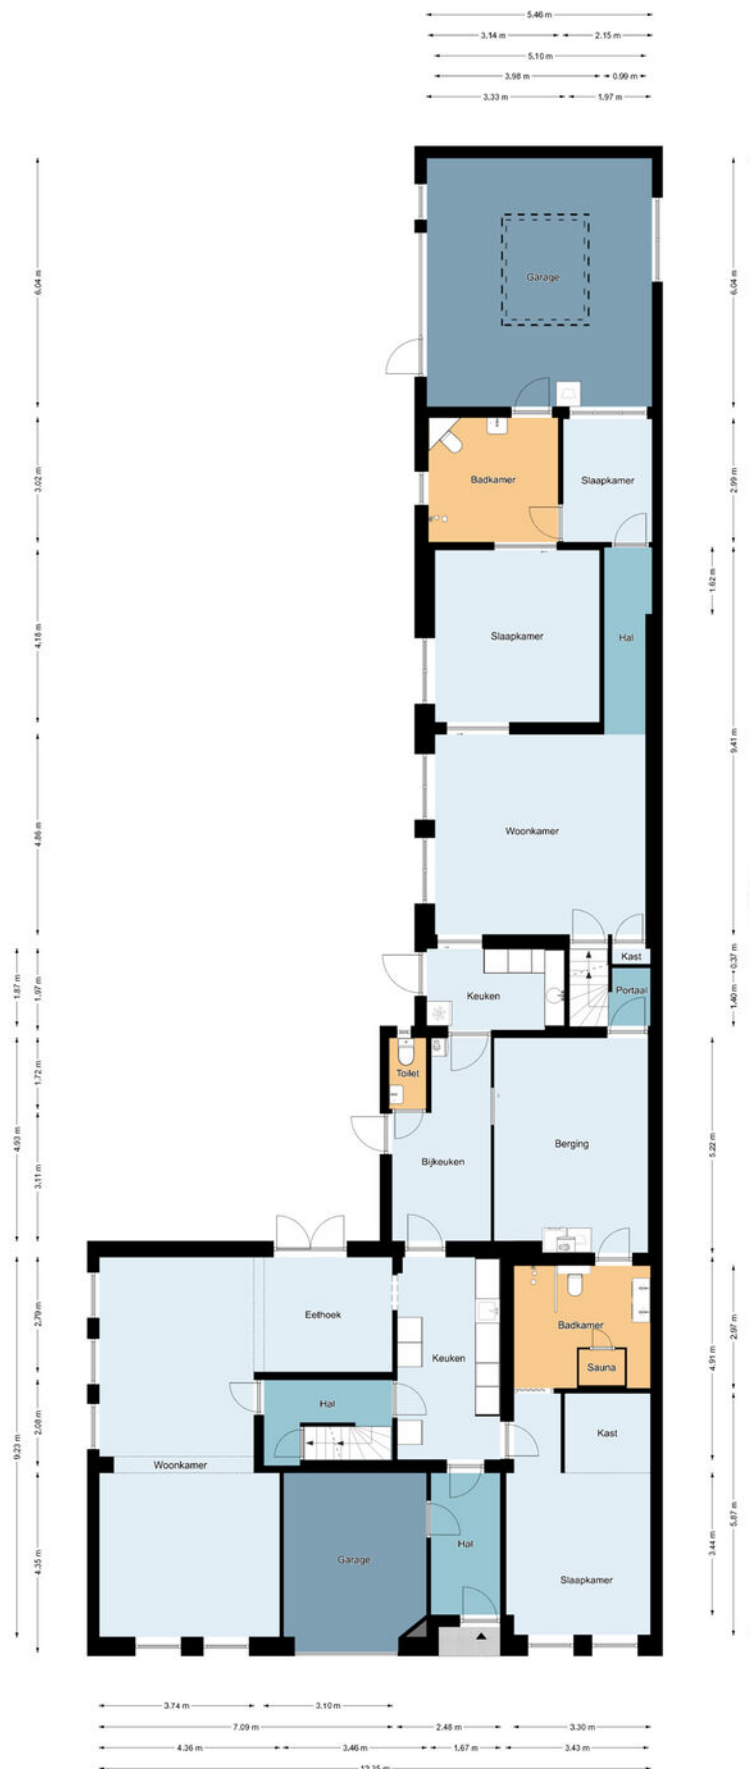 5.46 m
3.14 m 2.15 m
5.10 m
3.98 m 0.99 m
3.33 m 1.97 m
6.04 m
Garage
6.04 m
3.02 m
Badkamer
Slaapkamer
2.99 m
4.18 m
Slaapkamer
Hal
1.62 m
9.41 m
4.86 m
Woonkamer
1.87 m
1.97 m
Keuken
Kast
Portaal
0.37 m
1.40 m
4.93 m
1.72 m
3.11 m
Toilet
Bijkeuken
Berging
5.22 m
9.23 m
2.79 m
Eethoek
Keuken
Badkamer
Sauna
4.91 m
2.97 m
2.08 m
Hal
Kast
Woonkamer
4.35 m
Garage
Hal
Slaapkamer
3.44 m
5.87 m
3.74 m 3.10 m
7.09 m 2.48 m 3.30 m
4.36 m 3.46 m 1.67 m 3.43 m